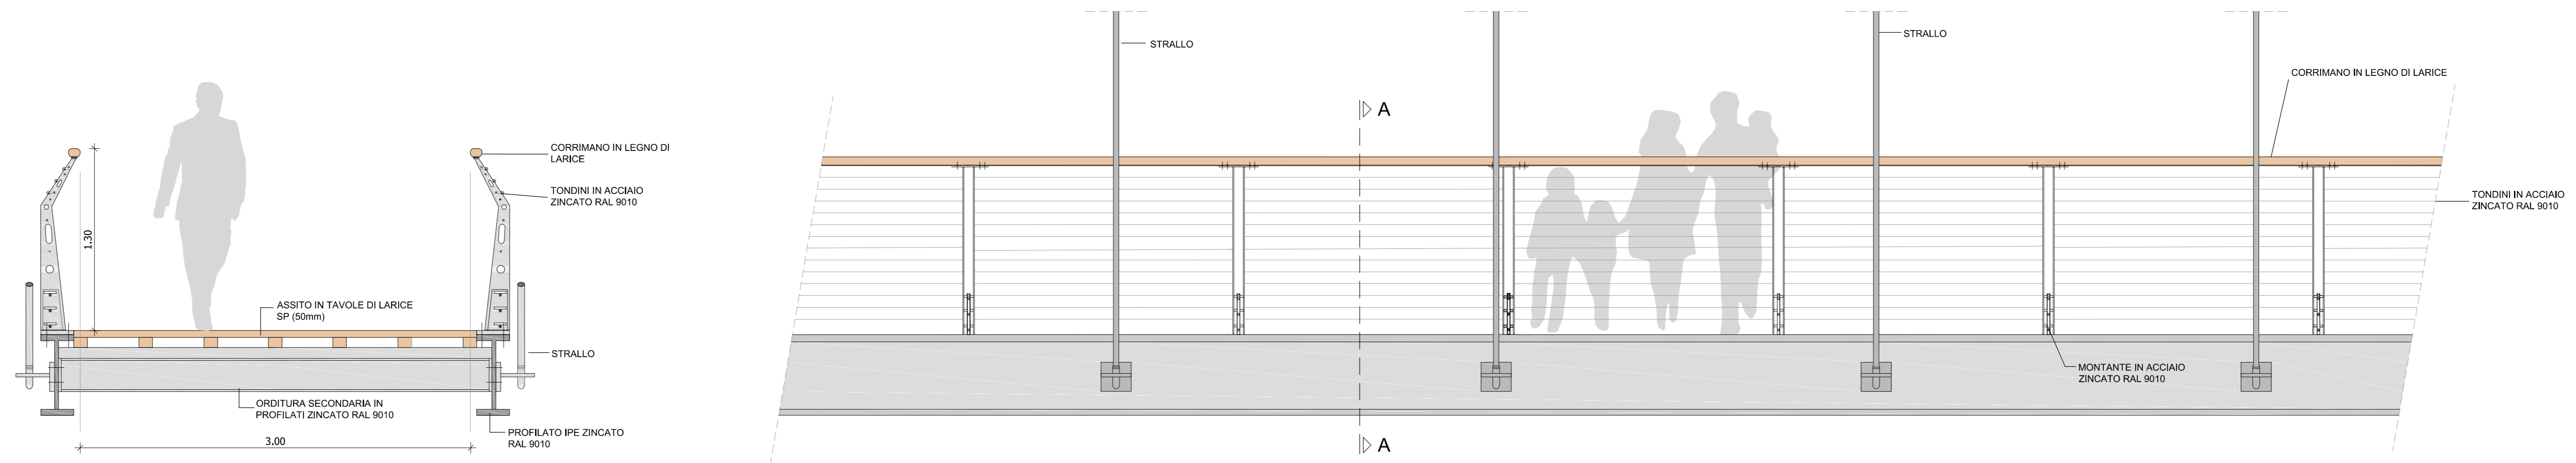 CORRIMANO IN LEGNO DI
LARICE
TONDINI IN ACCIAIO
ZINCATO RAL 9010
1.30
ASSITO IN TAVOLE DI LARICE
SP (50mm)
STRALLO
ORDITURA SECONDARIA IN
PROFILATI ZINCATO RAL 9010
PROFILATO IPE ZINCATO
RAL 9010
3.00
STRALLO
STRALLO
CORRIMANO IN LEGNO DI LARICE
A
TONDINI IN ACCIAIO
ZINCATO RAL 9010
MONTANTE IN ACCIAIO
ZINCATO RAL 9010
A